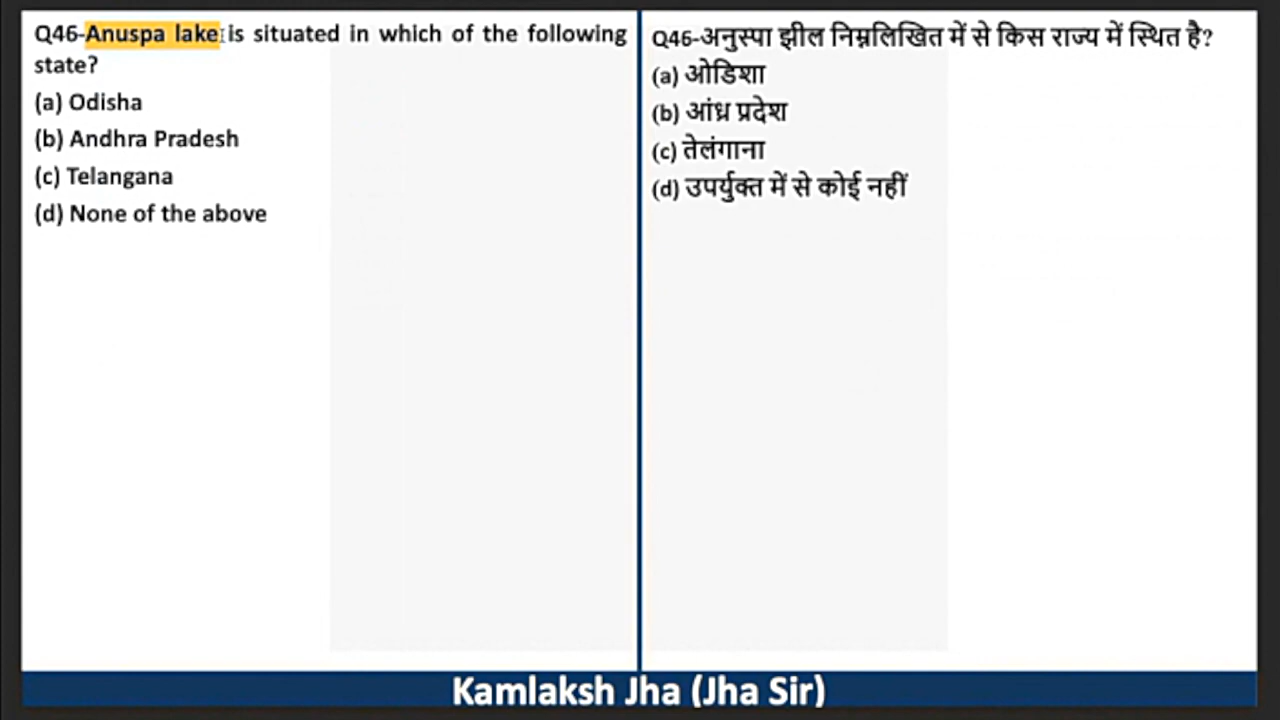 Q46-Anuspa lake is situated in which of the following
state?
(a) Odisha
(b) Andhra Pradesh
(c) Telangana
(d) None of the above
Q46-अनुस्पा झील निम्नलिखित में से किस राज्य में स्थित है?
(a) ओडिशा
(b) आंध्र प्रदेश
(c) तेलंगाना
(d) उपर्युक्त में से कोई नहीं
Kamlaksh Jha (Jha Sir)